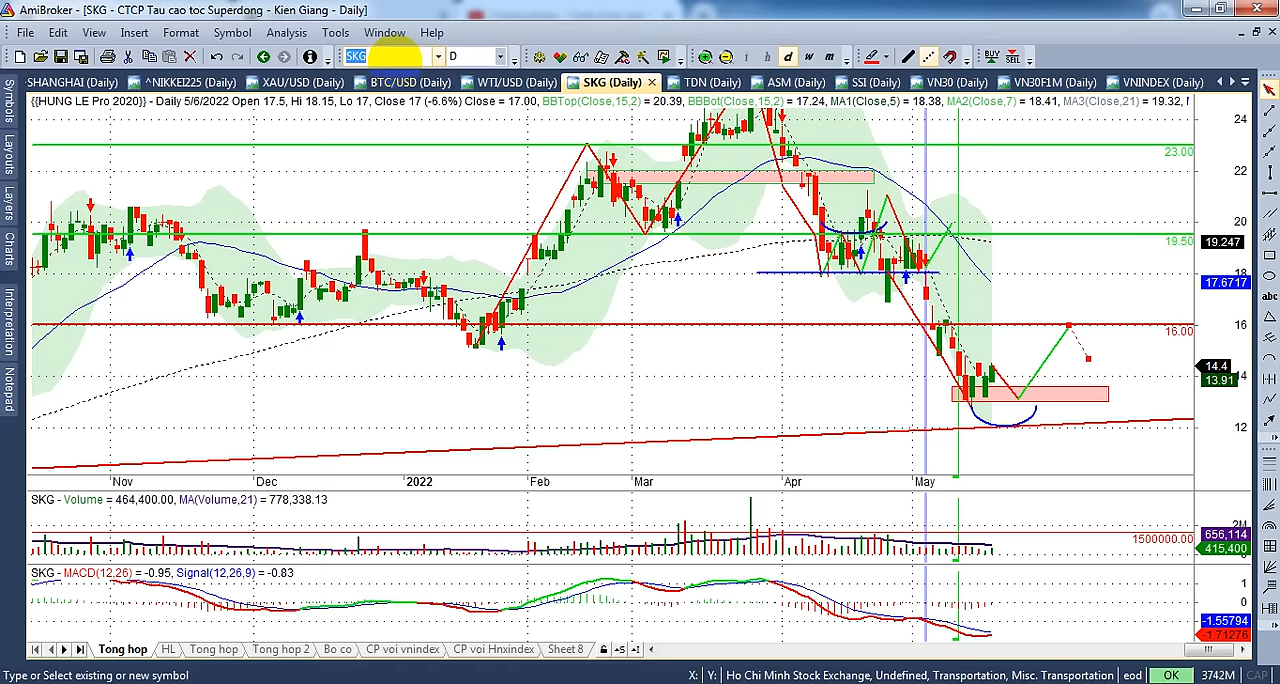 AmiBroker - [SKG - CTCP Tau cao toc Superdong - Kien Giang - Daily]
File Edit View Insert Format Symbol Analysis Tools Window Help
SKG D i h d w m BUY SELL
SHANGHAI (Daily) ^NIKKEI225 (Daily) XAU/USD (Daily) BTC/USD (Daily) WTI/USD (Daily) SKG (Daily) TDN (Daily) ASM (Daily) SSI (Daily) VN30 (Daily) VN30F1M (Daily) VNINDEX (Daily)
{{HUNG LE Pro 2020}} - Daily 5/6/2022 Open 17.5, Hi 18.15, Lo 17, Close 17 (-6.6%) Close = 17.00, BBTop(Close,15,2) = 20.39, BBBot(Close,15,2) = 17.24, MA1(Close,5) = 18.38, MA2(Close,7) = 18.41, MA3(Close,21) = 19.32,
Symbols
Layouts
Layers
Charts
Interpretation
Notepad
abc
24
23.00
22
20
19.50
19.247
18
17.6717
16
16.00
14.4
14
13.91
12
Nov Dec 2022 Feb Mar Apr May
SKG - Volume = 464,400.00, MA(Volume,21) = 778,338.13
2M
1500000.00
656,114
415,400
SKG - MACD(12,26) = -0.95, Signal(12,26,9) = -0.83
1
0
-1.55794
-1.71276
Tong hop HL Tong hop Tong hop 2 Bo co CP voi vnindex CP voi Hnxindex Sheet 8
Type or Select existing or new symbol X: Y: Ho Chi Minh Stock Exchange, Undefined, Transportation, Misc. Transportation eod OK 3742M CAP